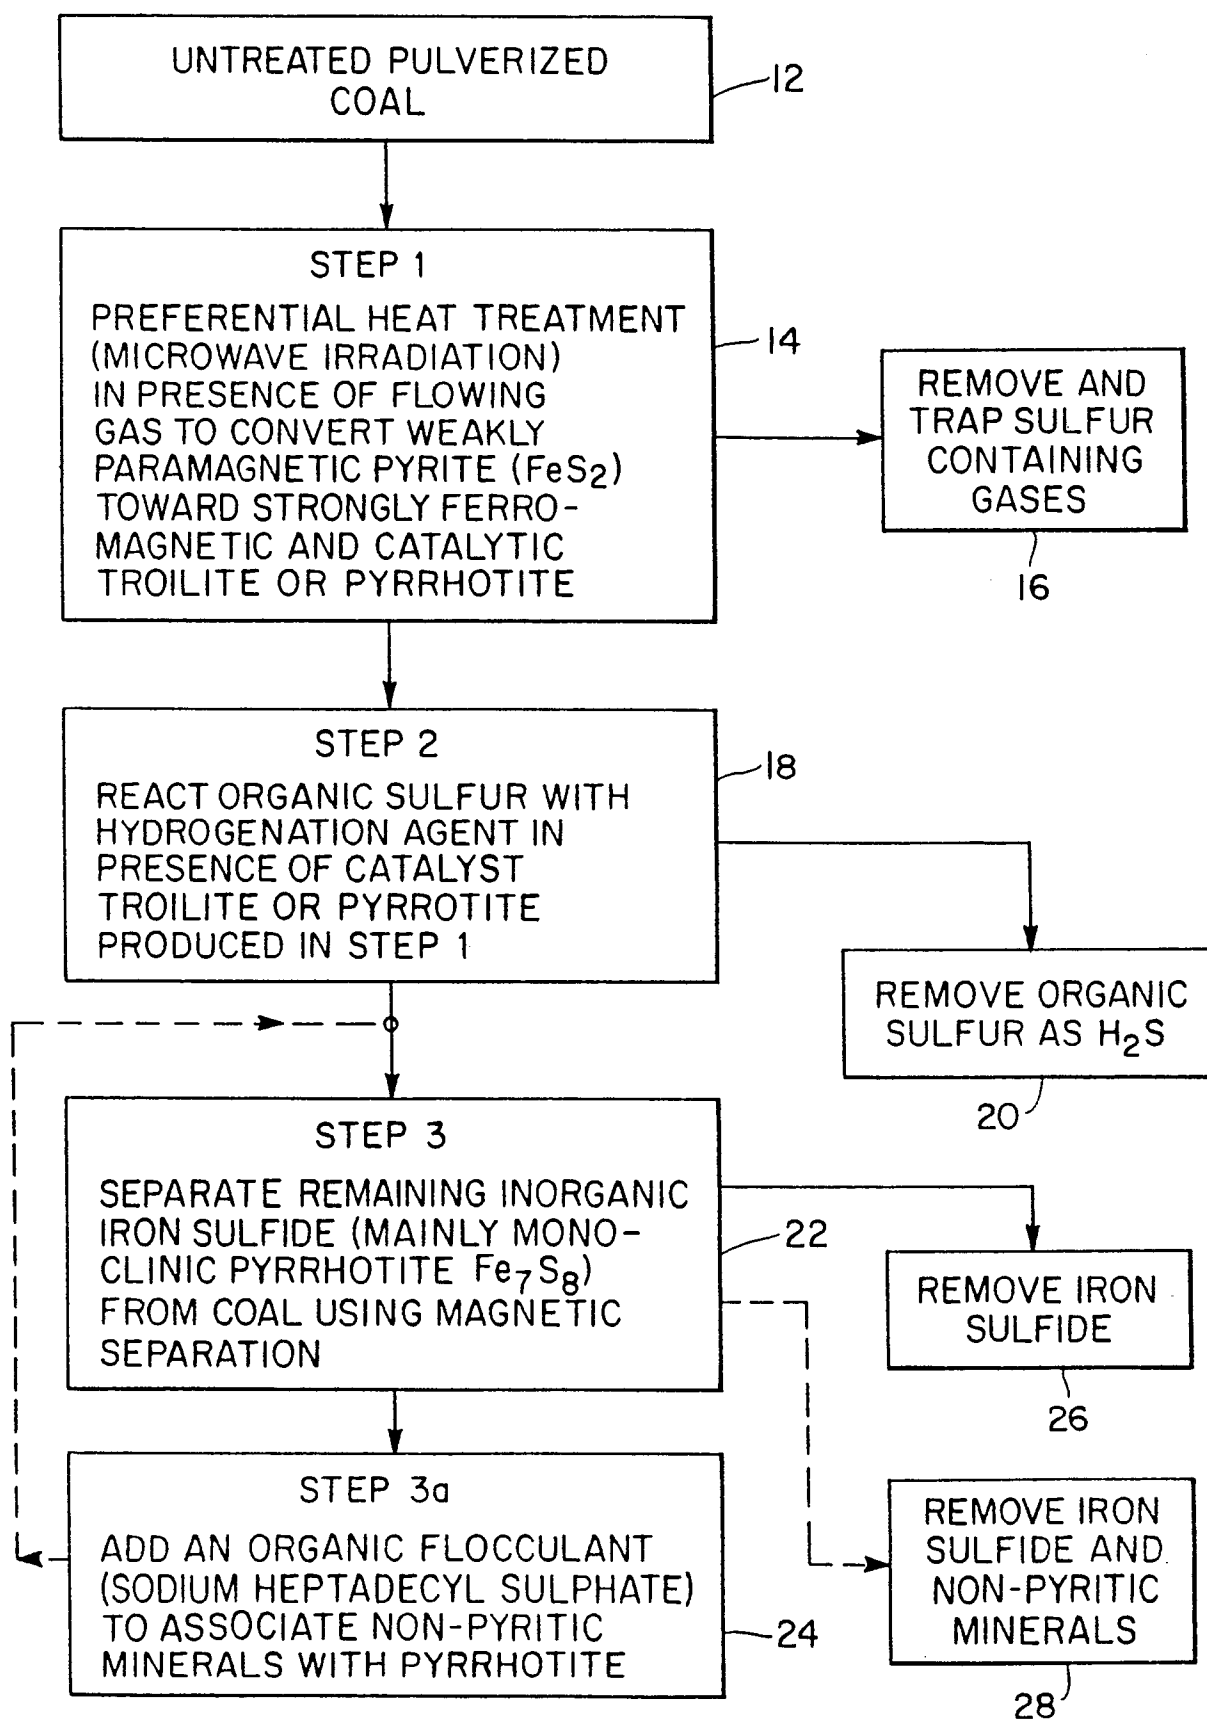 UNTREATED PULVERIZED
COAL
12
STEP 1
PREFERENTIAL HEAT TREATMENT
(MICROWAVE IRRADIATION)
IN PRESENCE OF FLOWING
GAS TO CONVERT WEAKLY
PARAMAGNETIC PYRITE (FeS2)
TOWARD STRONGLY FERRO-
MAGNETIC AND CATALYTIC
TROILITE OR PYRRHOTITE
14
REMOVE AND
TRAP SULFUR
CONTAINING
GASES
16
STEP 2
REACT ORGANIC SULFUR WITH
HYDROGENATION AGENT IN
PRESENCE OF CATALYST
TROILITE OR PYRROTITE
PRODUCED IN STEP 1
18
REMOVE ORGANIC
SULFUR AS H2S
20
STEP 3
SEPARATE REMAINING INORGANIC
IRON SULFIDE (MAINLY MONO-
CLINIC PYRRHOTITE Fe7S8)
FROM COAL USING MAGNETIC
SEPARATION
22
REMOVE IRON
SULFIDE
26
STEP 3a
ADD AN ORGANIC FLOCCULANT
(SODIUM HEPTADECYL SULPHATE)
TO ASSOCIATE NON-PYRITIC
MINERALS WITH PYRRHOTITE
24
REMOVE IRON
SULFIDE AND
NON-PYRITIC
MINERALS
28